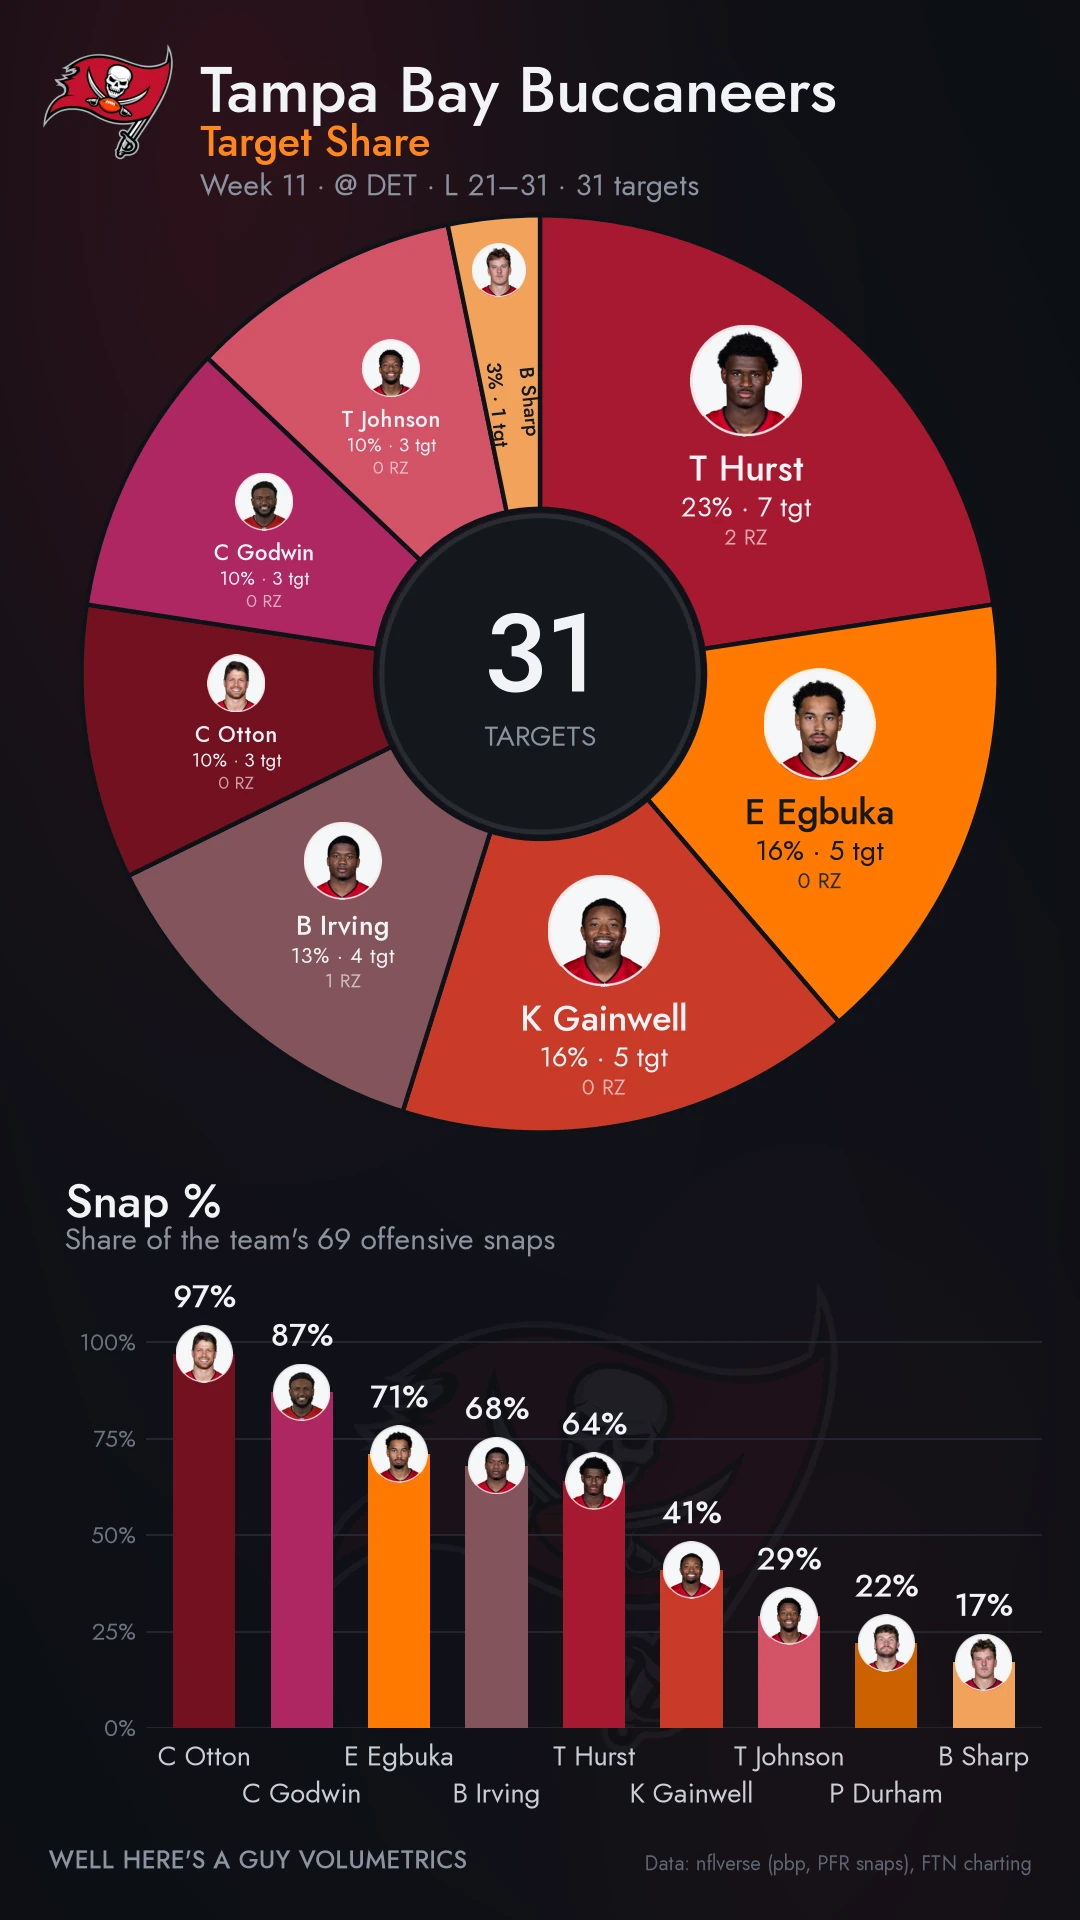 Tampa Bay Buccaneers
Target Share
Week 11 · @ DET · L 21–31 · 31 targets
B Sharp
3% · 1 tgt
T Hurst
23% · 7 tgt
2 RZ
T Johnson
10% · 3 tgt
0 RZ
C Godwin
10% · 3 tgt
0 RZ
31
TARGETS
C Otton
10% · 3 tgt
0 RZ
E Egbuka
16% · 5 tgt
0 RZ
B Irving
13% · 4 tgt
1 RZ
K Gainwell
16% · 5 tgt
0 RZ
Snap %
Share of the team's 69 offensive snaps
97%
87%
71%
68%
64%
41%
29%
22%
17%
100%
75%
50%
25%
0%
C Otton
C Godwin
E Egbuka
B Irving
T Hurst
K Gainwell
T Johnson
P Durham
B Sharp
WELL HERE'S A GUY VOLUMETRICS
Data: nflverse (pbp, PFR snaps), FTN charting